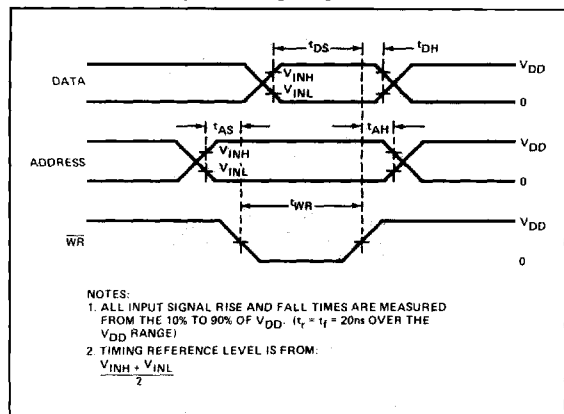 tDS tDH
DATA VINH VDD
VINL 0
tAS tAH
ADDRESS VINH VDD
VINL 0
tWR
WR VDD
0
NOTES:
1. ALL INPUT SIGNAL RISE AND FALL TIMES ARE MEASURED
FROM THE 10% TO 90% OF VDD. (tr = tf = 20ns OVER THE
VDD RANGE)
2. TIMING REFERENCE LEVEL IS FROM:
VINH + VINL
2